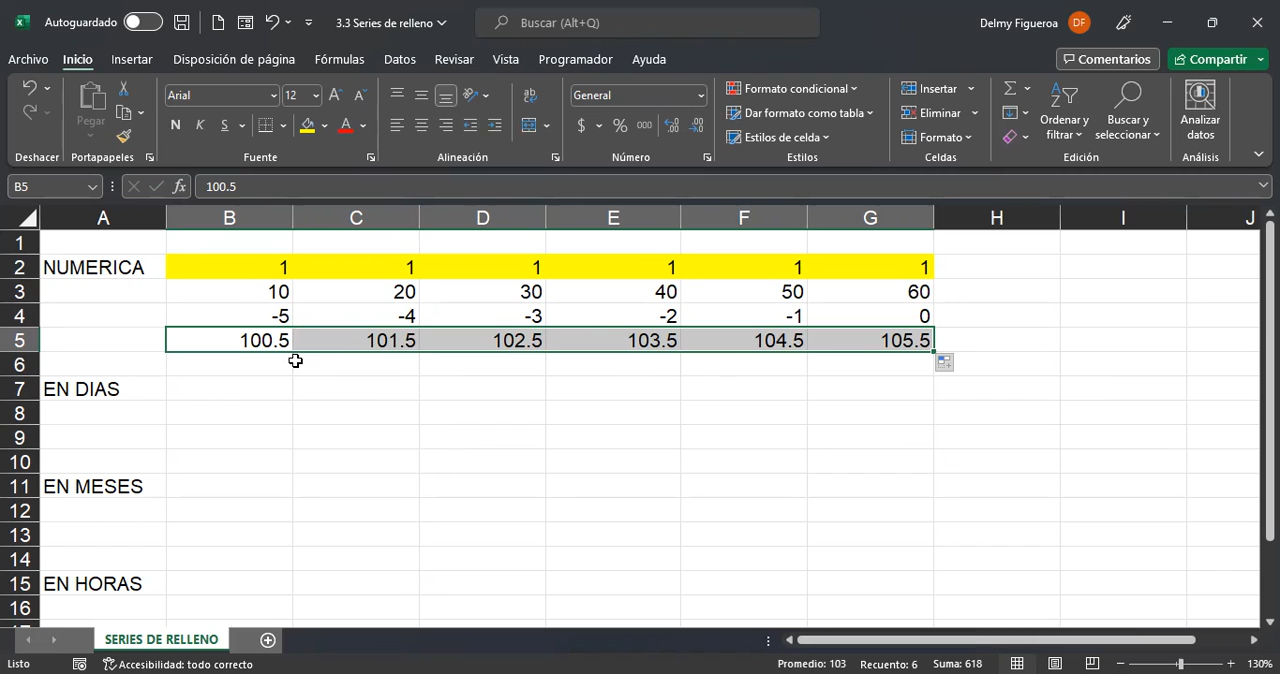 Autoguardado 3.3 Series de relleno Buscar (Alt+Q) Delmy Figueroa DF
Archivo Inicio Insertar Disposición de página Fórmulas Datos Revisar Vista Programador Ayuda Comentarios Compartir
Pegar
Arial 12
N K S
General
$ % 000
Formato condicional
Dar formato como tabla
Estilos de celda
Insertar
Eliminar
Formato
Ordenar y filtrar
Buscar y seleccionar
Analizar datos
Deshacer Portapapeles Fuente Alineación Número Estilos Celdas Edición Análisis
B5 fx 100.5
A B C D E F G H I J
1
2 NUMERICA 1 1 1 1 1 1
3 10 20 30 40 50 60
4 -5 -4 -3 -2 -1 0
5 100.5 101.5 102.5 103.5 104.5 105.5
6
7 EN DIAS
8
9
10
11 EN MESES
12
13
14
15 EN HORAS
16
SERIES DE RELLENO
Listo Accesibilidad: todo correcto Promedio: 103 Recuento: 6 Suma: 618 130%